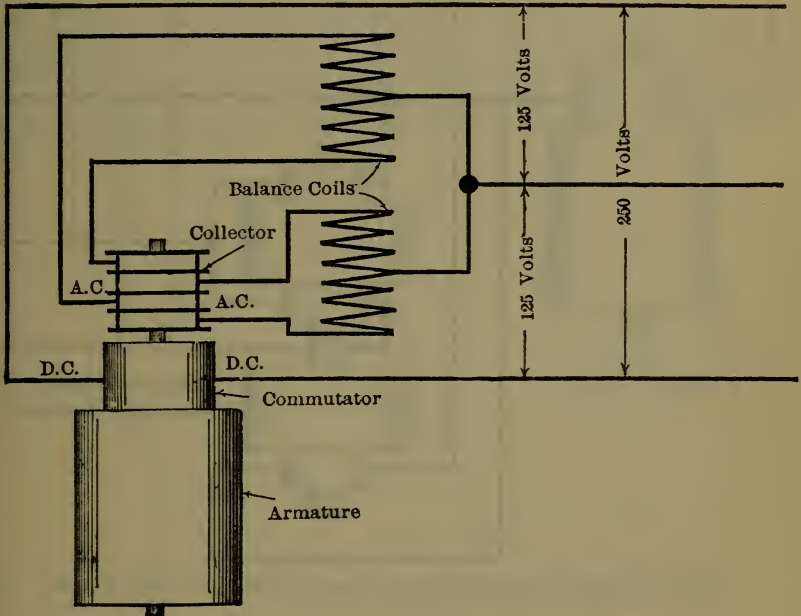 125 Volts
250 Volts
Balance Coils
Collector
A.C.
A.C.
125 Volts
D.C.
D.C.
Commutator
Armature